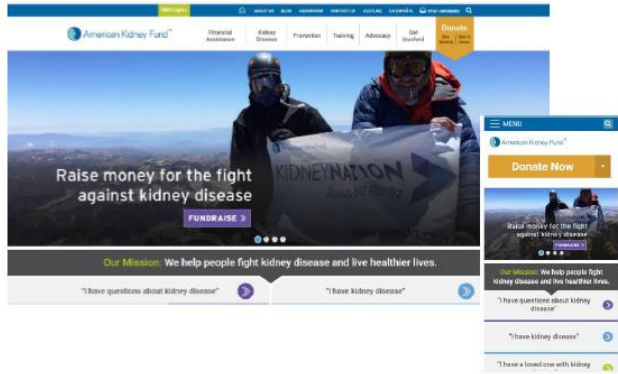 ABOUT US BLOG NEWSROOM CONTACT US HELPLINE EN ESPAÑOL
American Kidney Fund
Financial Assistance
Kidney Disease
Prevention
Training
Advocacy
Get Involved
Donate
KIDNEYNATION
Raise money for the fight
against kidney disease
FUNDRAISE »
Our Mission: We help people fight kidney disease and live healthier lives.
"I have questions about kidney disease"
"I have kidney disease"
MENU
American Kidney Fund
Donate Now
Raise money for the fight
against kidney disease
FUNDRAISE »
Our Mission: We help people fight
kidney disease and live healthier lives.
"I have questions about kidney
disease"
"I have kidney disease"
"I have a loved one with kidney